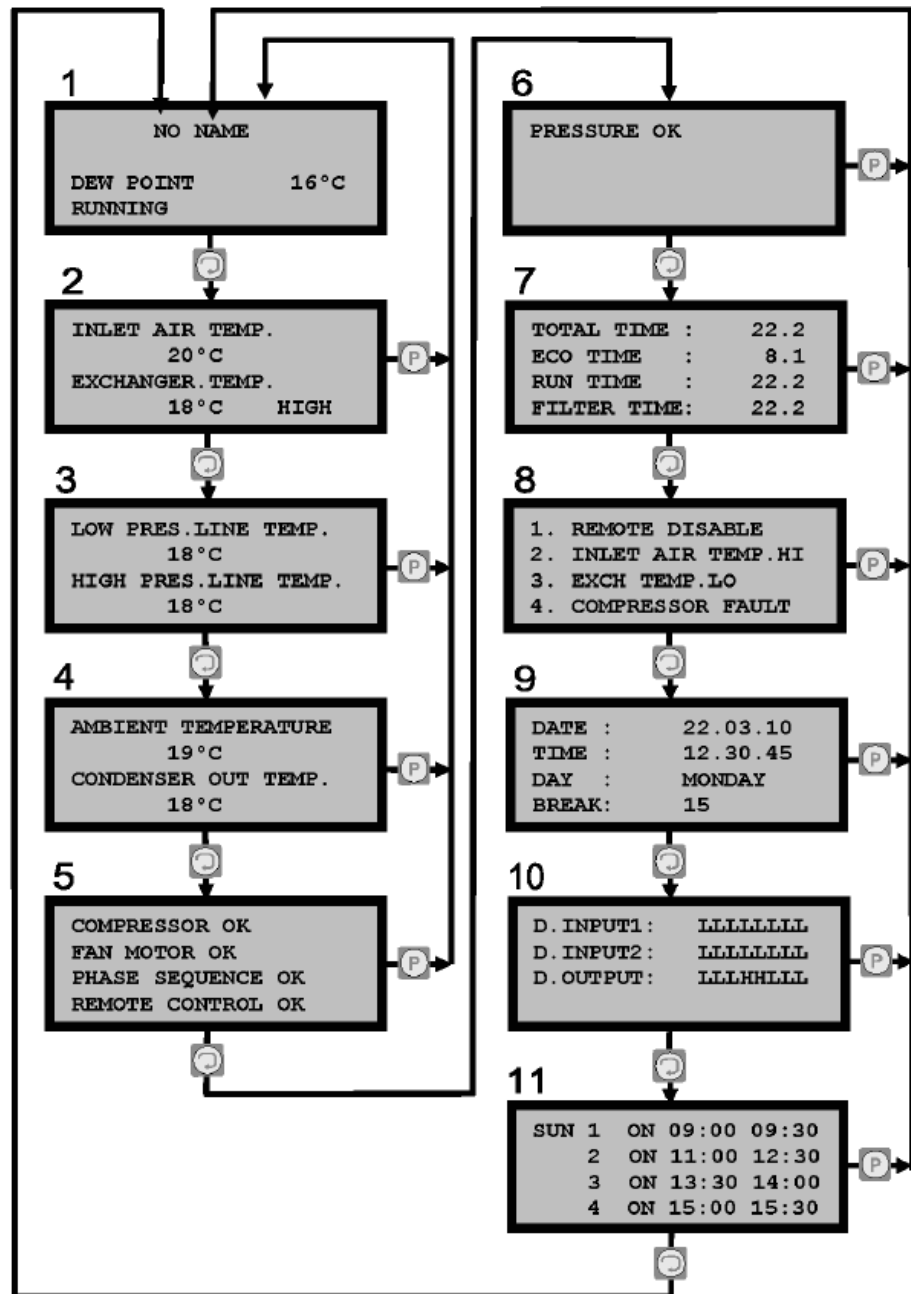 1
NO NAME
DEW POINT 16°C
RUNNING
2
INLET AIR TEMP.
20°C
EXCHANGER.TEMP.
18°C HIGH
P
3
LOW PRES.LINE TEMP.
18°C
HIGH PRES.LINE TEMP.
18°C
P
4
AMBIENT TEMPERATURE
19°C
CONDENSER OUT TEMP.
18°C
P
5
COMPRESSOR OK
FAN MOTOR OK
PHASE SEQUENCE OK
REMOTE CONTROL OK
P
6
PRESSURE OK
P
7
TOTAL TIME : 22.2
ECO TIME : 8.1
RUN TIME : 22.2
FILTER TIME: 22.2
P
8
1. REMOTE DISABLE
2. INLET AIR TEMP.HI
3. EXCH TEMP.LO
4. COMPRESSOR FAULT
P
9
DATE : 22.03.10
TIME : 12.30.45
DAY : MONDAY
BREAK: 15
P
10
D.INPUT1: LLLLLLLL
D.INPUT2: LLLLLLLL
D.OUTPUT: LLLHHLLL
P
11
SUN 1 ON 09:00 09:30
2 ON 11:00 12:30
3 ON 13:30 14:00
4 ON 15:00 15:30
P